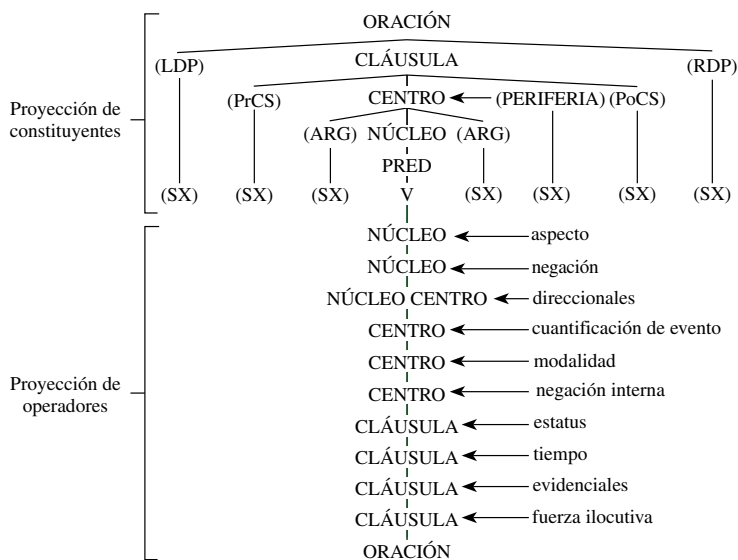 ORACIÓN
(LDP) CLÁUSULA (RDP)
(PrCS) CENTRO (PERIFERIA) (PoCS)
Proyección de
constituyentes
(ARG) NÚCLEO (ARG)
PRED
(SX) (SX) (SX) V (SX) (SX) (SX) (SX)
NÚCLEO aspecto
NÚCLEO negación
NÚCLEO CENTRO direccionales
CENTRO cuantificación de evento
CENTRO modalidad
Proyección de
operadores
CENTRO negación interna
CLÁUSULA estatus
CLÁUSULA tiempo
CLÁUSULA evidenciales
CLÁUSULA fuerza ilocutiva
ORACIÓN